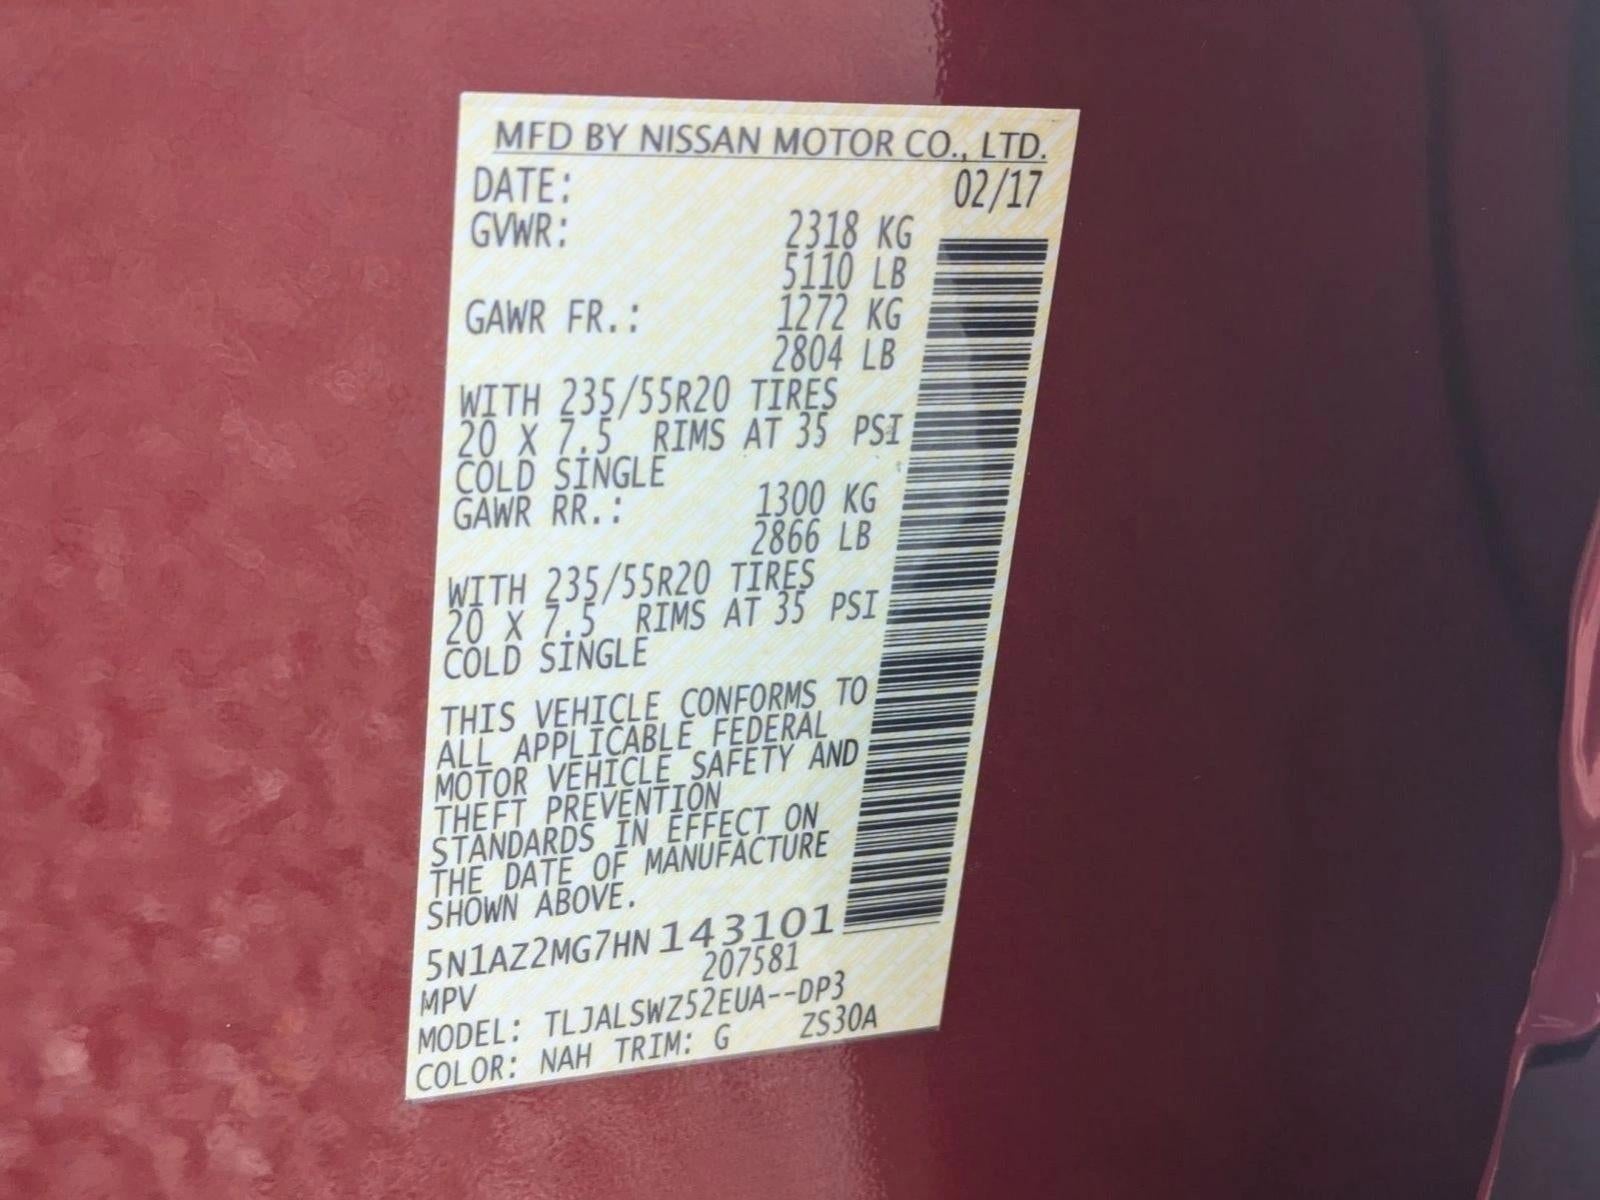 MFD BY NISSAN MOTOR CO., LTD.
DATE: 02/17
GVWR: 2318 KG
5110 LB
GAWR FR.: 1272 KG
2804 LB
WITH 235/55R20 TIRES
20 X 7.5 RIMS AT 35 PSI
COLD SINGLE
GAWR RR.: 1300 KG
2866 LB
WITH 235/55R20 TIRES
20 X 7.5 RIMS AT 35 PSI
COLD SINGLE
THIS VEHICLE CONFORMS TO
ALL APPLICABLE FEDERAL
MOTOR VEHICLE SAFETY AND
THEFT PREVENTION
STANDARDS IN EFFECT ON
THE DATE OF MANUFACTURE
SHOWN ABOVE.
5N1AZ2MG7HN143101
207581
MPV
MODEL: TLJALSWZ52EUA--DP3
COLOR: NAH TRIM: G ZS30A